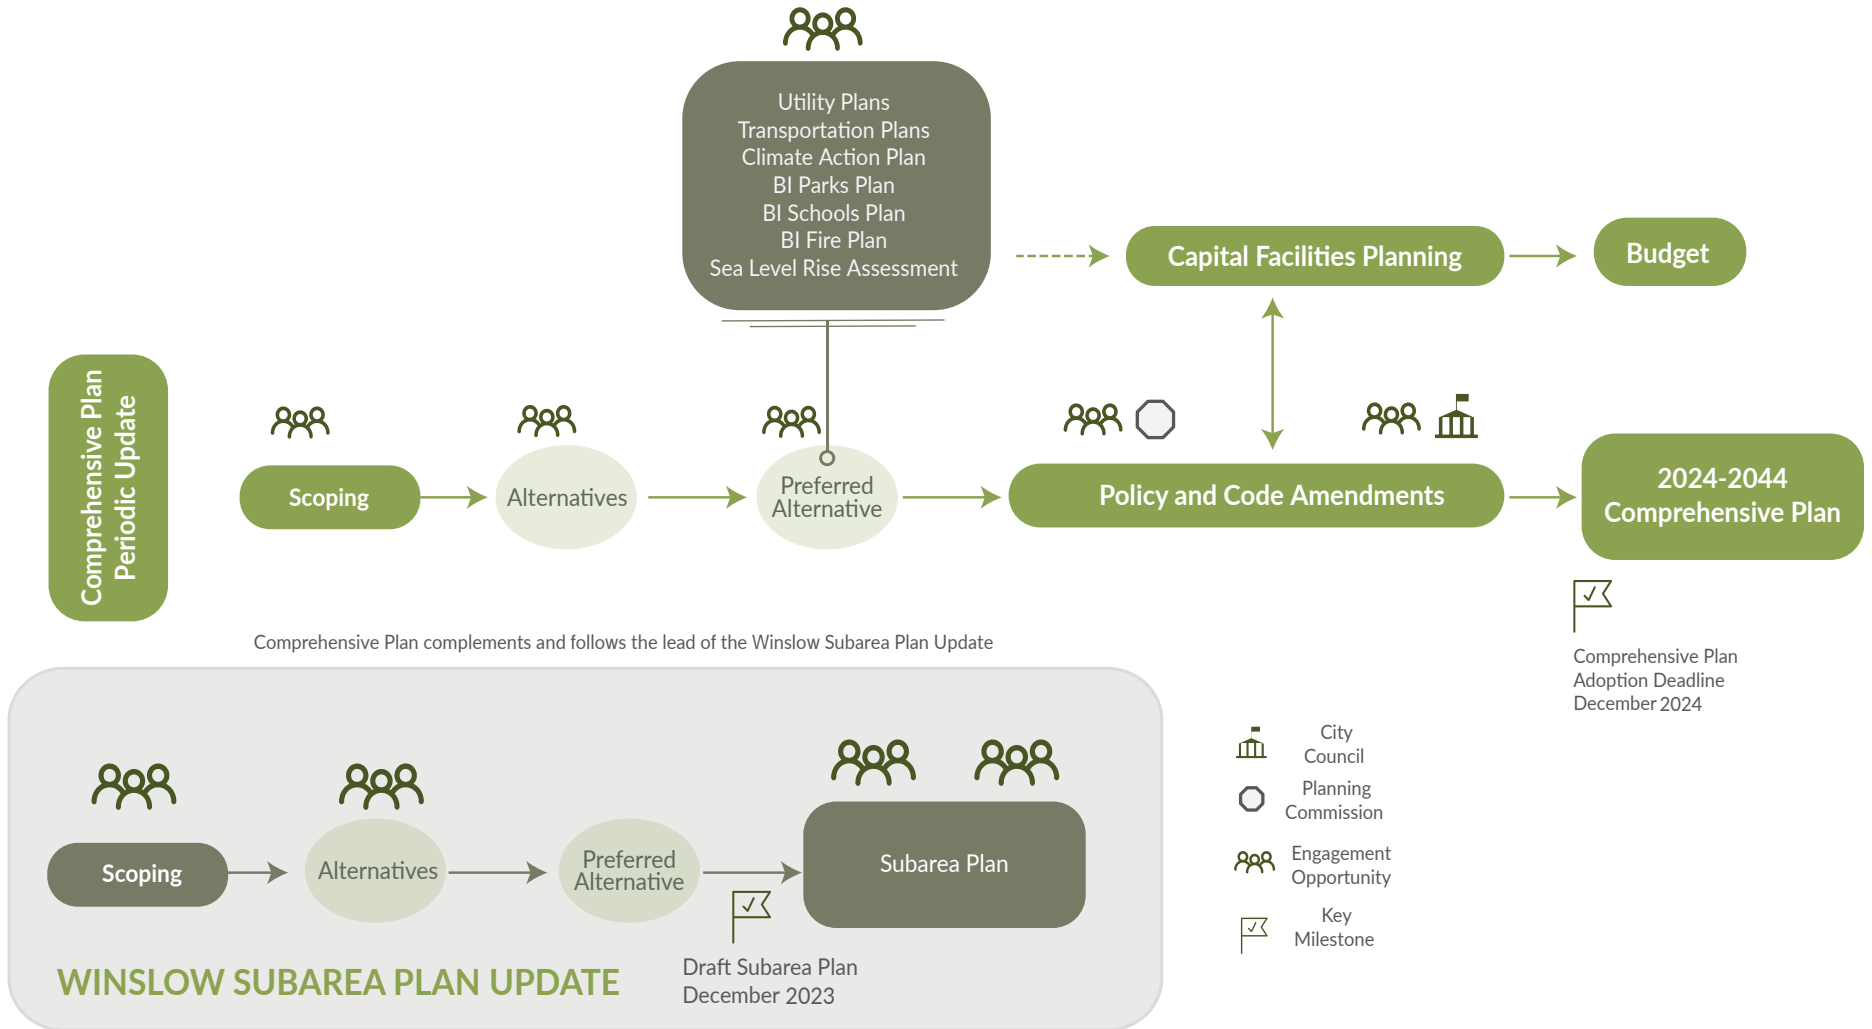 Utility Plans
Transportation Plans
Climate Action Plan
BI Parks Plan
BI Schools Plan
BI Fire Plan
Sea Level Rise Assessment
Capital Facilities Planning
Budget
Comprehensive Plan
Periodic Update
Scoping
Alternatives
Preferred
Alternative
Policy and Code Amendments
2024-2044
Comprehensive Plan
Comprehensive Plan
Adoption Deadline
December 2024
Comprehensive Plan complements and follows the lead of the Winslow Subarea Plan Update
Scoping
Alternatives
Preferred
Alternative
Subarea Plan
Draft Subarea Plan
December 2023
WINSLOW SUBAREA PLAN UPDATE
City
Council
Planning
Commission
Engagement
Opportunity
Key
Milestone